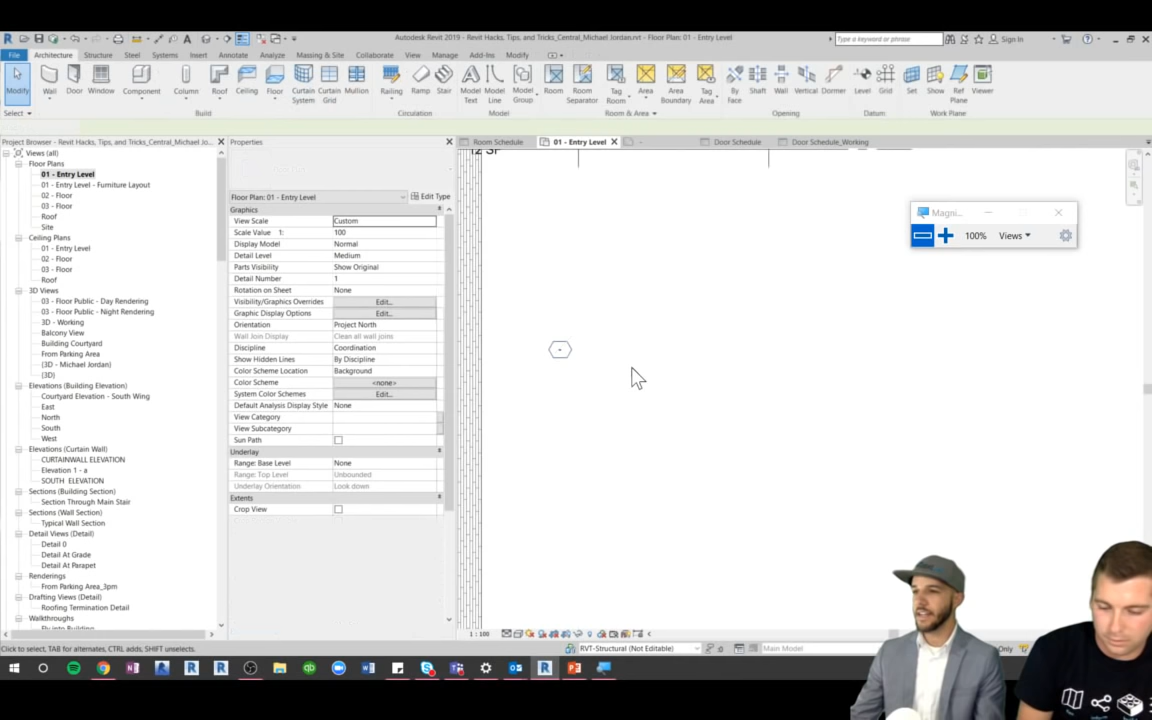 Autodesk Revit 2019 - Revit Hacks, Tips, and Tricks_Central_Michael Jordan.rvt - Floor Plan: 01 - Entry Level
Type a keyword or phrase
Sign In
File Architecture Structure Steel Systems Insert Annotate Analyze Massing & Site Collaborate View Manage Add-Ins Modify
Modify Wall Door Window Component Column Roof Ceiling Floor Curtain System Curtain Grid Mullion Railing Ramp Stair Model Text Model Line Model Group Room Room Separator Tag Room Area Area Boundary Tag Area By Face Shaft Wall Vertical Dormer Level Grid Set Show Ref Plane Viewer
Select Build Circulation Model Room & Area Opening Datum Work Plane
Project Browser - Revit Hacks, Tips, and Tricks_Central_Michael Jo...
Views (all)
Floor Plans
01 - Entry Level
01 - Entry Level - Furniture Layout
02 - Floor
03 - Floor
Roof
Site
Ceiling Plans
01 - Entry Level
02 - Floor
03 - Floor
Roof
3D Views
03 - Floor Public - Day Rendering
03 - Floor Public - Night Rendering
3D - Working
Balcony View
Building Courtyard
From Parking Area
{3D - Michael Jordan}
{3D}
Elevations (Building Elevation)
Courtyard Elevation - South Wing
East
North
South
West
Elevations (Curtain Wall)
CURTAINWALL ELEVATION
Elevation 1 - a
SOUTH ELEVATION
Sections (Building Section)
Section Through Main Stair
Sections (Wall Section)
Typical Wall Section
Detail Views (Detail)
Detail 0
Detail At Grade
Detail At Parapet
Renderings
From Parking Area_3pm
Drafting Views (Detail)
Roofing Termination Detail
Walkthroughs
Properties
Floor Plan: 01 - Entry Level
Edit Type
Graphics
View Scale Custom
Scale Value 1: 100
Display Model Normal
Detail Level Medium
Parts Visibility Show Original
Detail Number 1
Rotation on Sheet None
Visibility/Graphics Overrides Edit...
Graphic Display Options Edit...
Orientation Project North
Wall Join Display Clean all wall joins
Discipline Coordination
Show Hidden Lines By Discipline
Color Scheme Location Background
Color Scheme <none>
System Color Schemes Edit...
Default Analysis Display Style None
View Category
View Subcategory
Sun Path
Underlay
Range: Base Level None
Range: Top Level Unbounded
Underlay Orientation Look down
Extents
Crop View
Room Schedule 01 - Entry Level Door Schedule Door Schedule_Working
Magni...
100% Views
1 : 100
Click to select, TAB for alternates, CTRL adds, SHIFT unselects.
RVT-Structural (Not Editable)
:0
Main Model